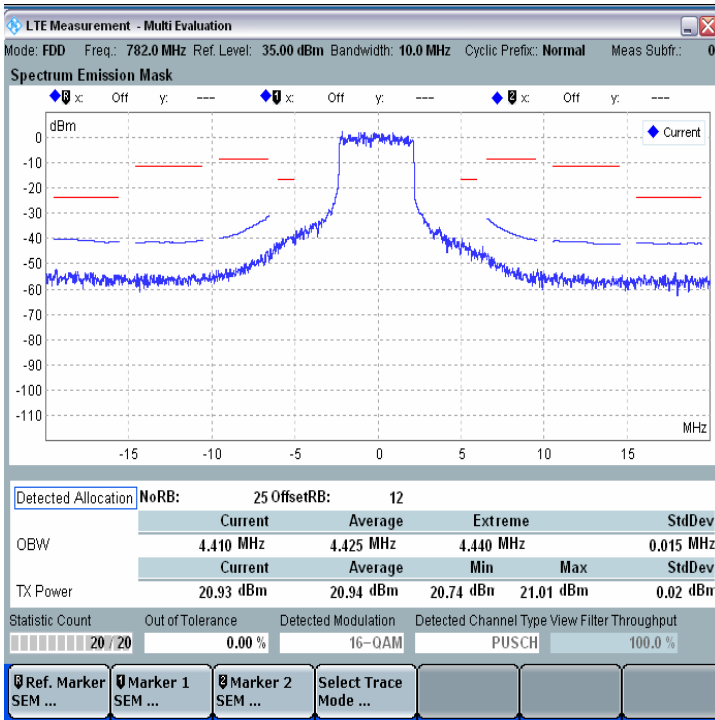 LTE Measurement - Multi Evaluation
Mode: FDD Freq.: 782.0 MHz Ref. Level: 35.00 dBm Bandwidth: 10.0 MHz Cyclic Prefix:: Normal Meas Subfr.: 0
Spectrum Emission Mask
R x: Off y: --- 1 x: Off y: --- 2 x: Off y: ---
dBm
Current
0
-10
-20
-30
-40
-50
-60
-70
-80
-90
-100
-110
MHz
-15 -10 -5 0 5 10 15
Detected Allocation NoRB: 25 OffsetRB: 12
Current Average Extreme StdDev
OBW 4.410 MHz 4.425 MHz 4.440 MHz 0.015 MHz
Current Average Min Max StdDev
TX Power 20.93 dBm 20.94 dBm 20.74 dBm 21.01 dBm 0.02 dBm
Statistic Count Out of Tolerance Detected Modulation Detected Channel Type View Filter Throughput
20 / 20 0.00 % 16-QAM PUSCH 100.0 %
R Ref. Marker 1 Marker 1 2 Marker 2 Select Trace
SEM ... SEM ... SEM ... Mode ...